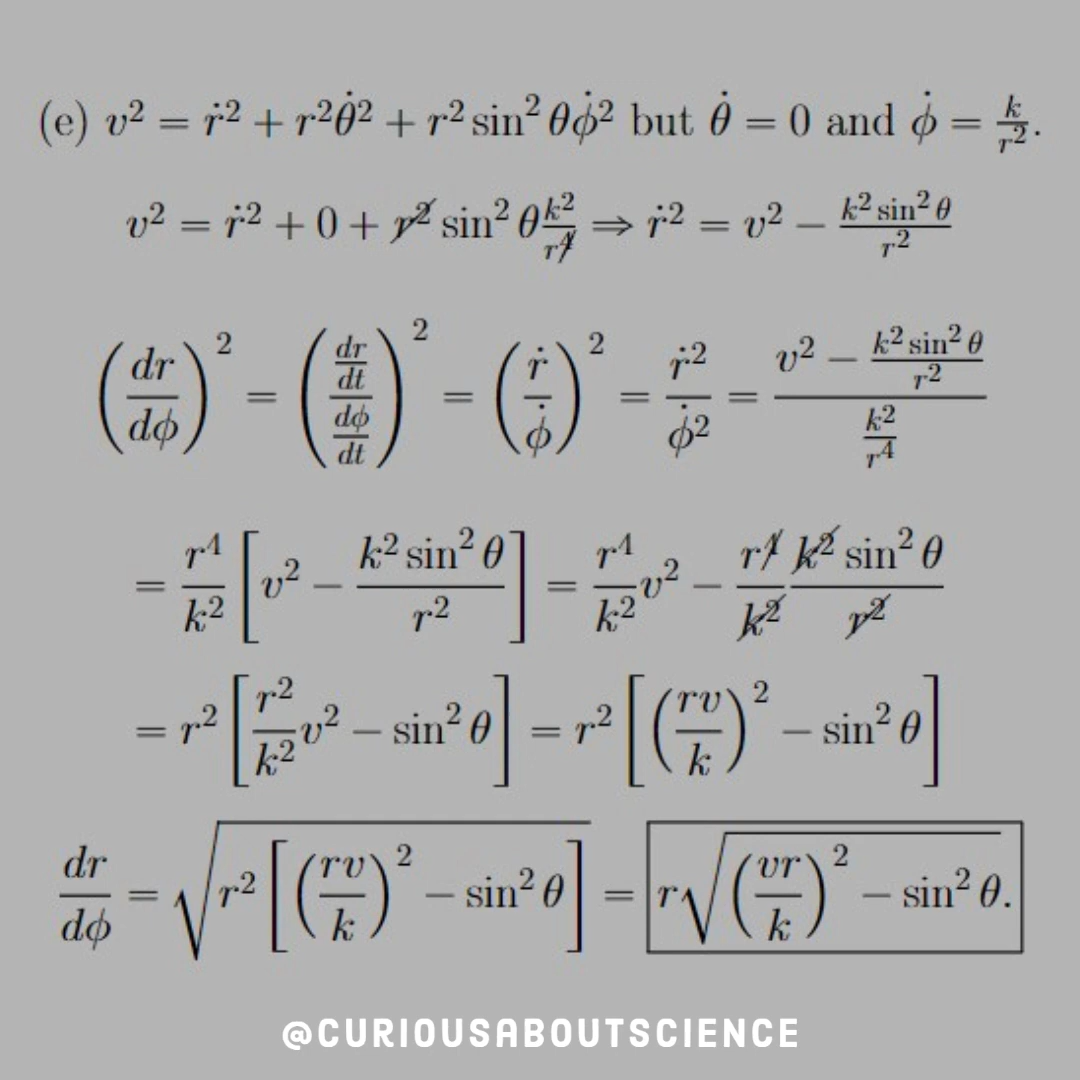 (e) v² = ṙ² + r²θ̇² + r² sin² θφ̇² but θ̇ = 0 and φ̇ = k/r².
v² = ṙ² + 0 + r² sin² θ k²/r⁴ ⇒ ṙ² = v² − k² sin² θ/r²
(dr/dϕ)² = ((dr/dt)/(dϕ/dt))² = (ṙ/ϕ̇)² = ṙ²/ϕ̇² = (v² − k² sin² θ/r²)/(k²/r⁴)
= r⁴/k² [v² − k² sin² θ/r²] = r⁴/k² v² − r⁴/k² k² sin² θ/r²
= r² [r²/k² v² − sin² θ] = r² [(rv/k)² − sin² θ]
dr/dϕ = √(r² [(rv/k)² − sin² θ]) = r√((vr/k)² − sin² θ).
@CURIOUSABOUTSCIENCE